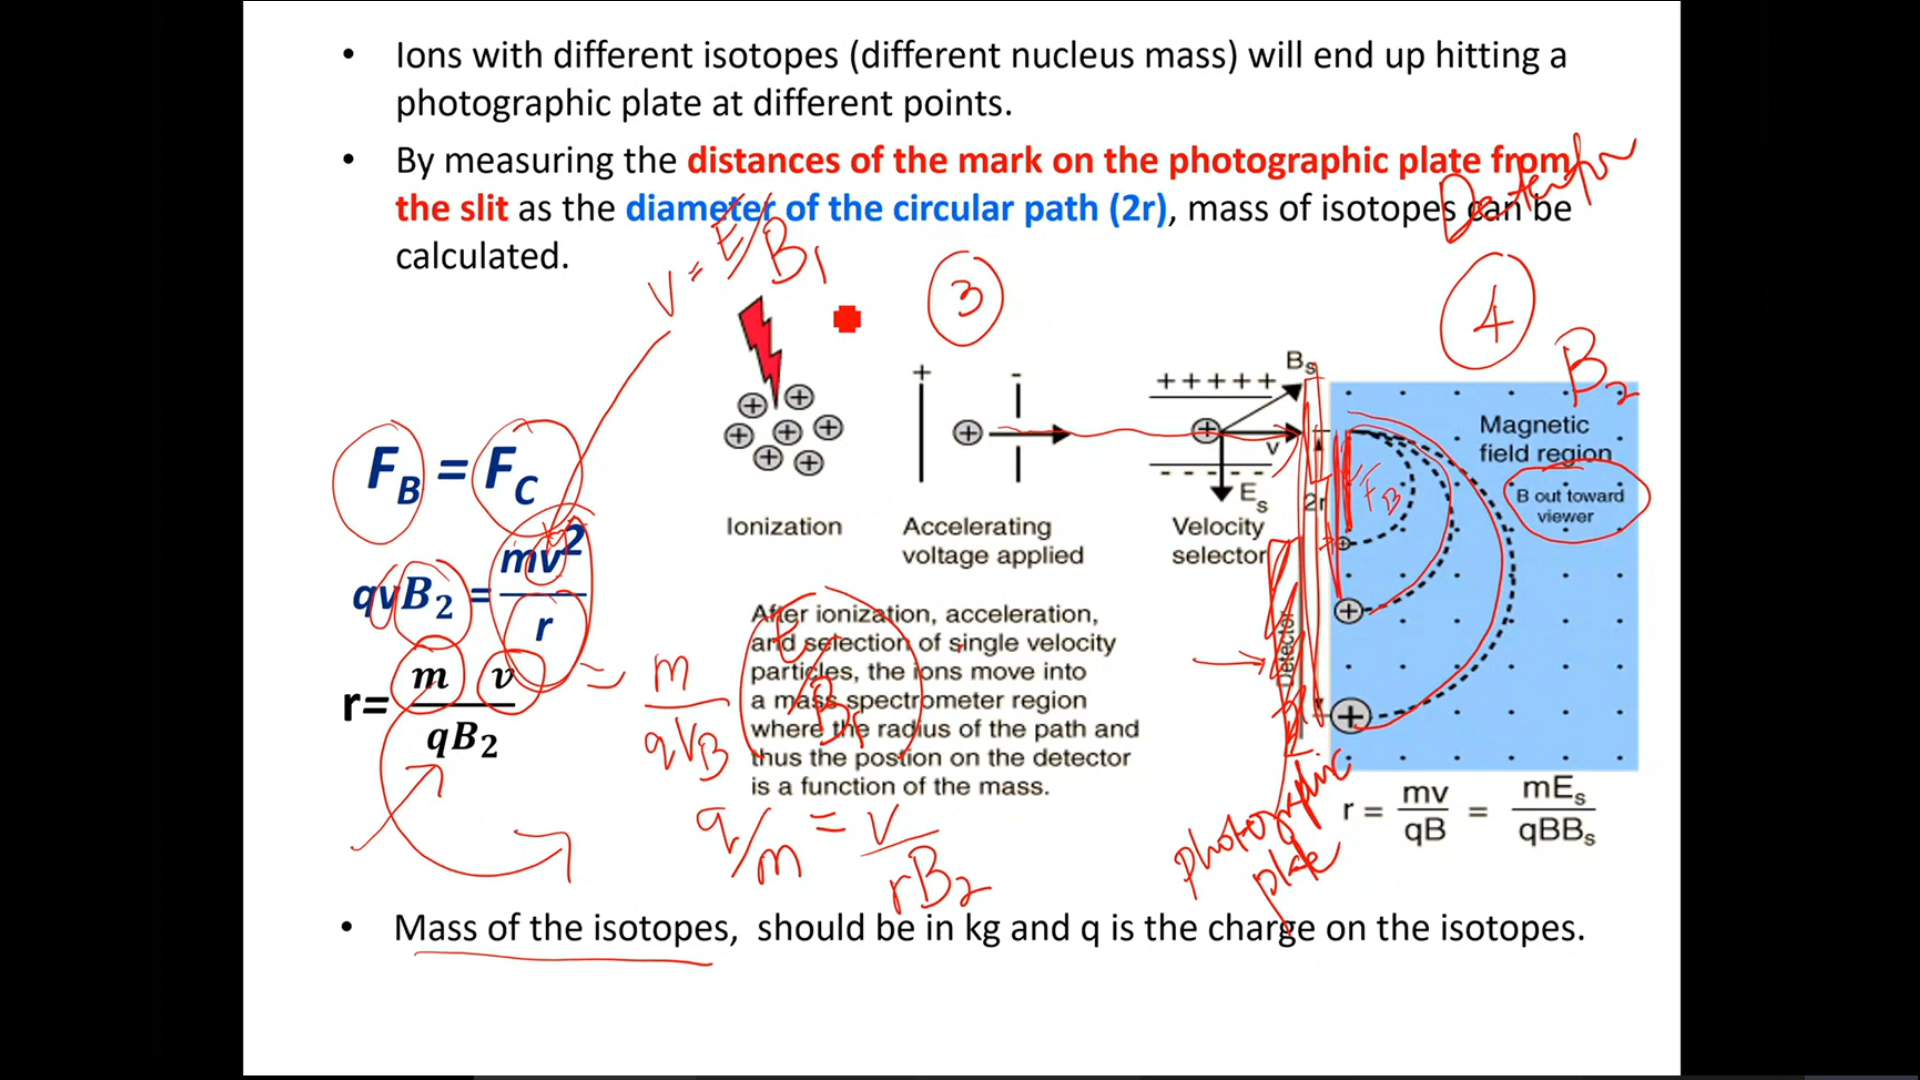 • Ions with different isotopes (different nucleus mass) will end up hitting a
photographic plate at different points.
• By measuring the distances of the mark on the photographic plate from
the slit as the diameter of the circular path (2r), mass of isotopes can be
calculated.
Detector
v = E/B1
3
4
B2
+ -
+ + + + +
Bs
v
- - - - -
Es
2r
FB
Magnetic
field region
B out toward
viewer
Ionization
Accelerating
voltage applied
Velocity
selector
Detector
FB = FC
qvB2 = mv²/r
r= mv/qB2
= m/qVB E/B1
q/m = v/rB2
After ionization, acceleration,
and selection of single velocity
particles, the ions move into
a mass spectrometer region
where the radius of the path and
thus the postion on the detector
is a function of the mass.
photographic
plate
r = mv/qB = mEs/qBBs
• Mass of the isotopes, should be in kg and q is the charge on the isotopes.